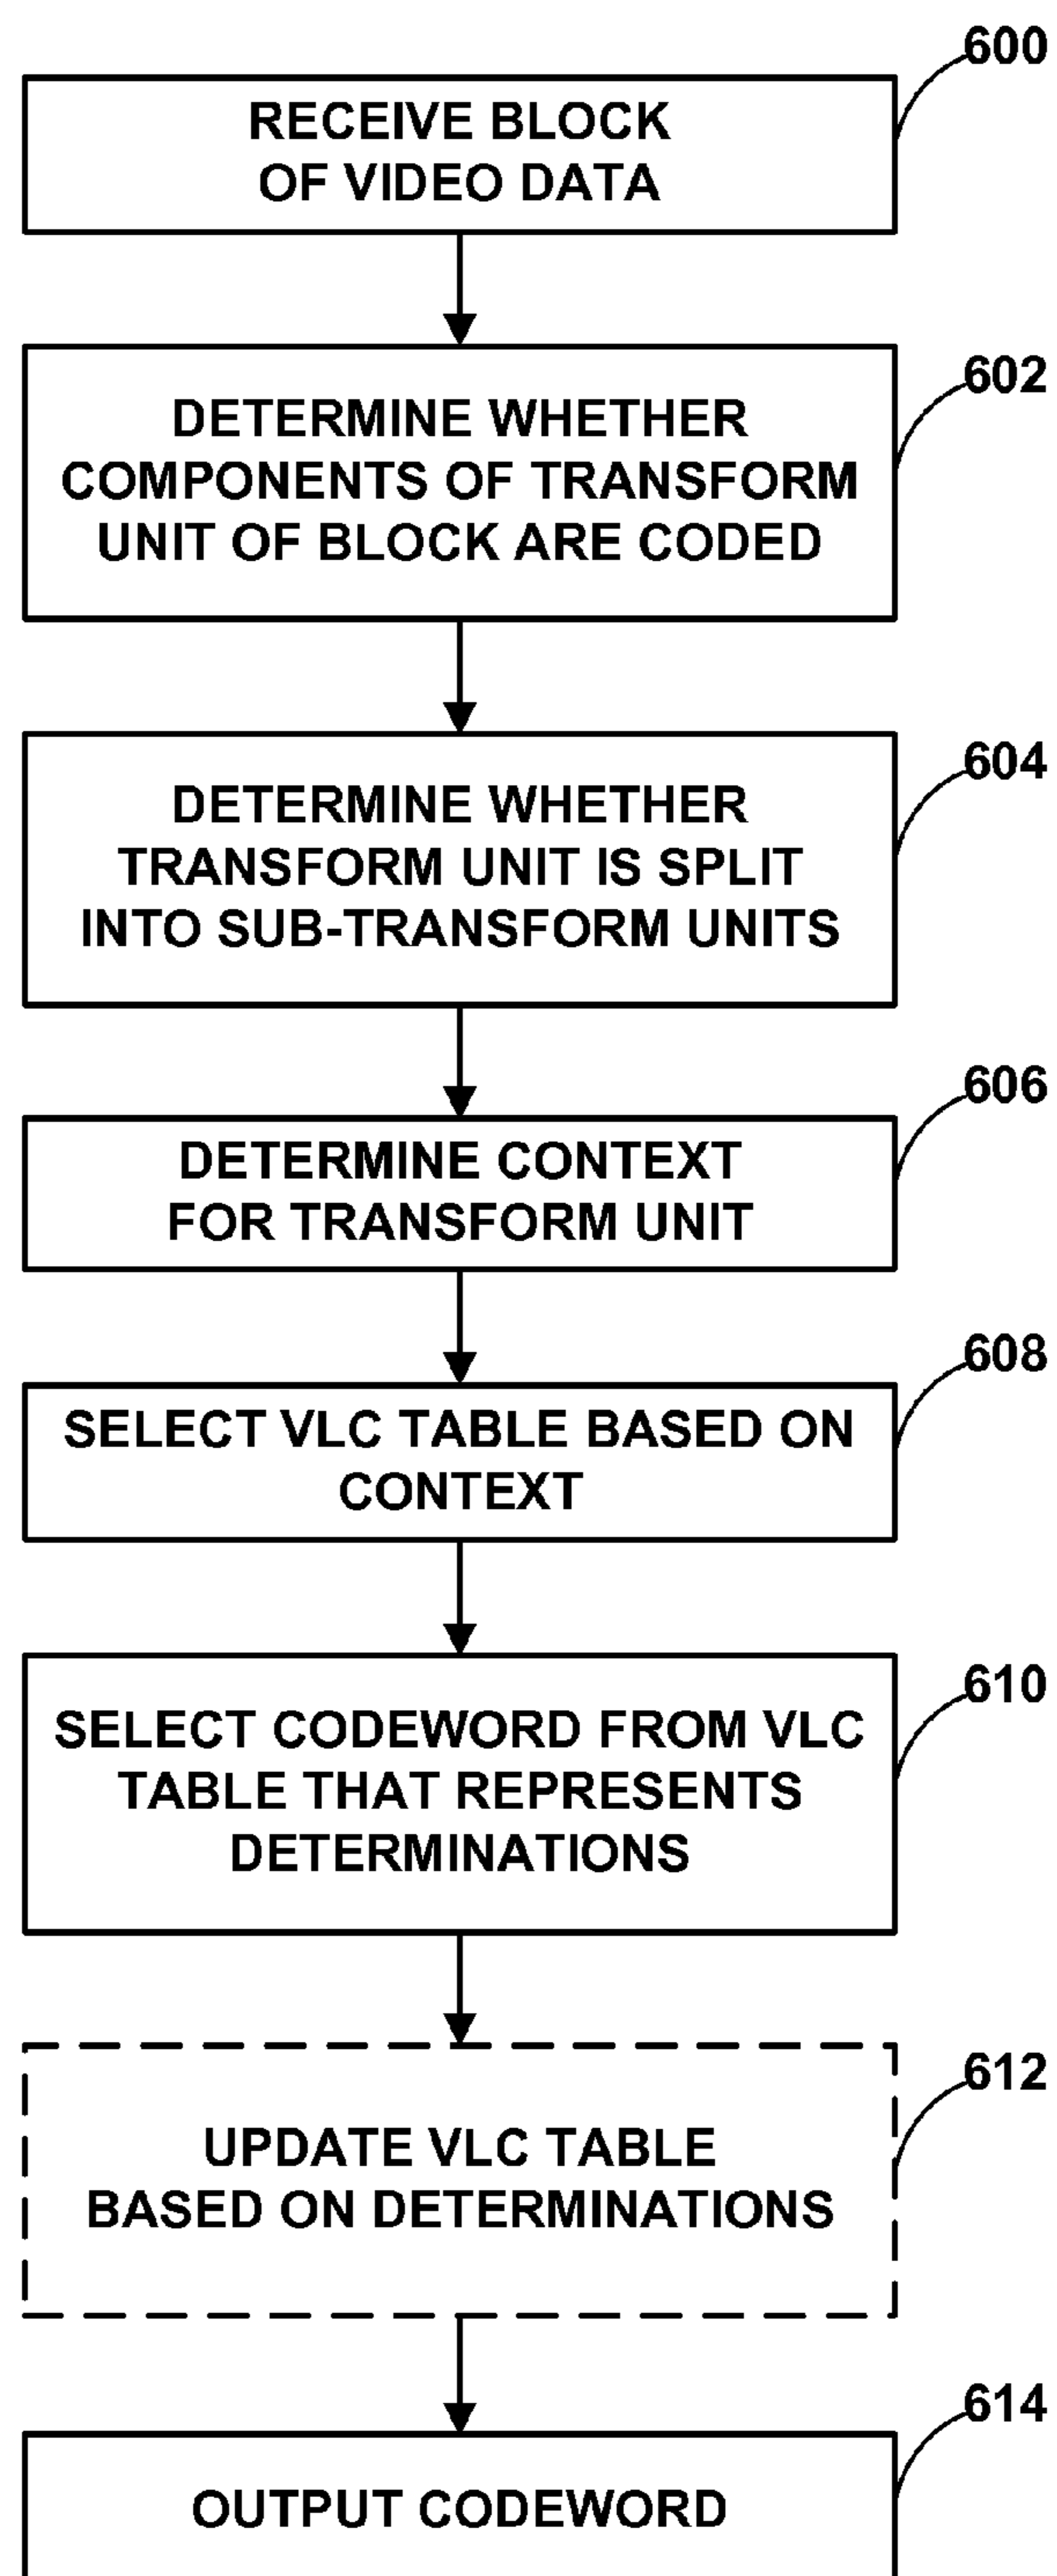 600
RECEIVE BLOCK
OF VIDEO DATA
602
DETERMINE WHETHER
COMPONENTS OF TRANSFORM
UNIT OF BLOCK ARE CODED
604
DETERMINE WHETHER
TRANSFORM UNIT IS SPLIT
INTO SUB-TRANSFORM UNITS
606
DETERMINE CONTEXT
FOR TRANSFORM UNIT
608
SELECT VLC TABLE BASED ON
CONTEXT
610
SELECT CODEWORD FROM VLC
TABLE THAT REPRESENTS
DETERMINATIONS
612
UPDATE VLC TABLE
BASED ON DETERMINATIONS
614
OUTPUT CODEWORD